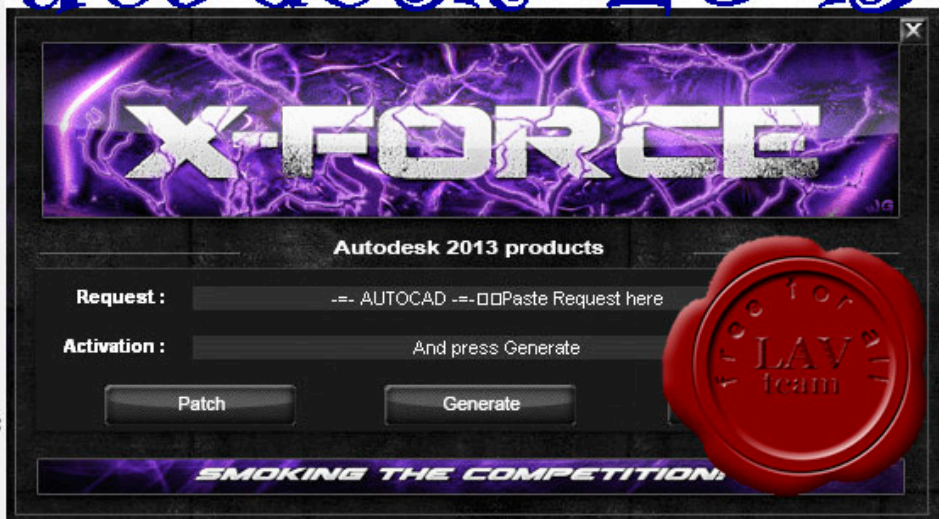 X
X-FORCE
JG
Autodesk 2013 products
Request :
-=- AUTOCAD -=-□□Paste Request here
Activation :
And press Generate
Patch
Generate
free for all
LAV
team
SMOKING THE COMPETITION!